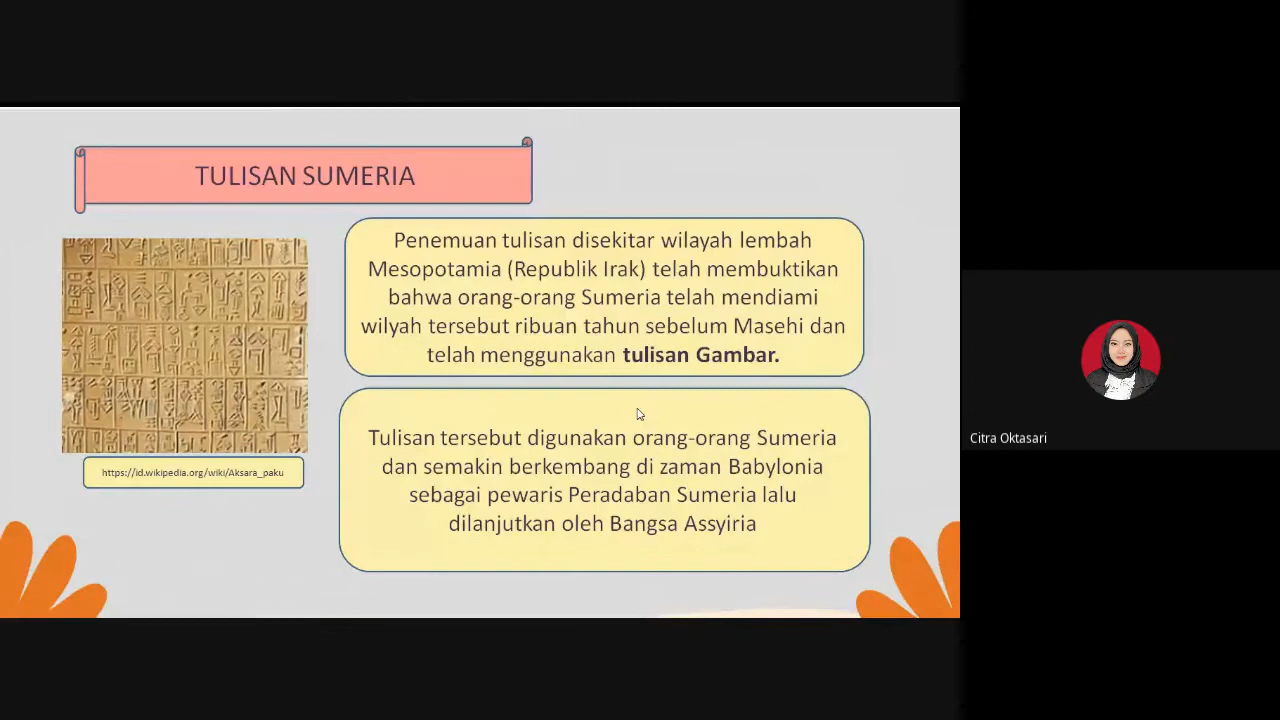 TULISAN SUMERIA
Penemuan tulisan disekitar wilayah lembah
Mesopotamia (Republik Irak) telah membuktikan
bahwa orang-orang Sumeria telah mendiami
wilyah tersebut ribuan tahun sebelum Masehi dan
telah menggunakan tulisan Gambar.
https://id.wikipedia.org/wiki/Aksara_paku
Tulisan tersebut digunakan orang-orang Sumeria
dan semakin berkembang di zaman Babylonia
sebagai pewaris Peradaban Sumeria lalu
dilanjutkan oleh Bangsa Assyiria
Citra Oktasari